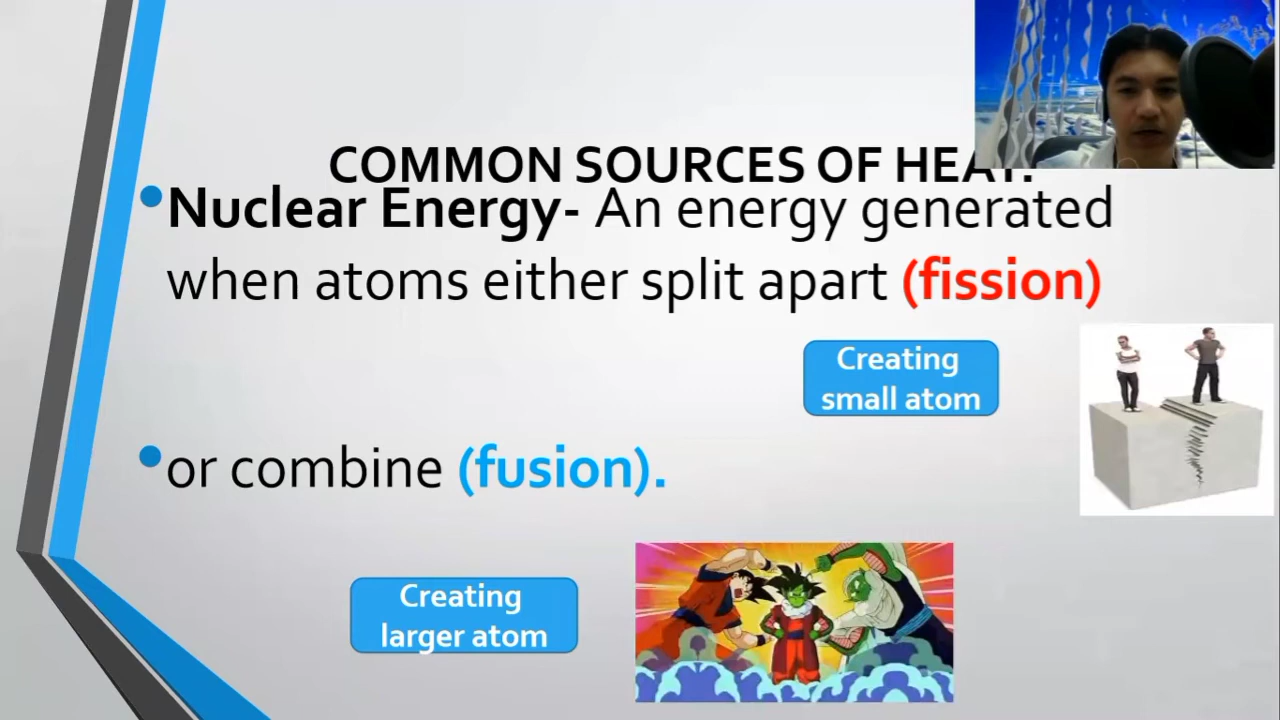 COMMON SOURCES OF HEAT:
•Nuclear Energy- An energy generated
when atoms either split apart (fission)
Creating
small atom
•or combine (fusion).
Creating
larger atom